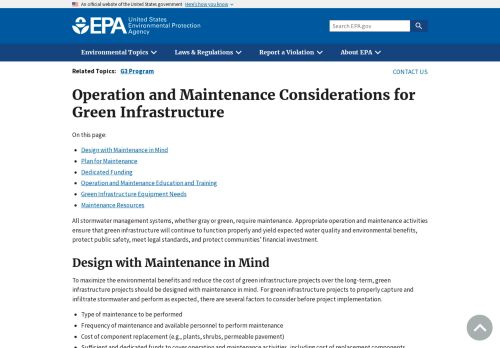 An official website of the United States government Here's how you know
EPA
United States
Environmental Protection
Agency
Search EPA.gov
Environmental Topics
Laws & Regulations
Report a Violation
About EPA
Related Topics: G3 Program
CONTACT US
Operation and Maintenance Considerations for
Green Infrastructure
On this page:
Design with Maintenance in Mind
Plan for Maintenance
Dedicated Funding
Operation and Maintenance Education and Training
Green Infrastructure Equipment Needs
Maintenance Resources
All stormwater management systems, whether gray or green, require maintenance. Appropriate operation and maintenance activities
ensure that green infrastructure will continue to function properly and yield expected water quality and environmental benefits,
protect public safety, meet legal standards, and protect communities' financial investment.
Design with Maintenance in Mind
To maximize the environmental benefits and reduce the cost of green infrastructure projects over the long-term, green
infrastructure projects should be designed with maintenance in mind. For green infrastructure projects to properly capture and
infiltrate stormwater and perform as expected, there are several factors to consider before project implementation.
Type of maintenance to be performed
Frequency of maintenance and available personnel to perform maintenance
Cost of component replacement (e.g., plants, shrubs, permeable pavement)
Sufficient and dedicated funds to cover operation and maintenance activities, including cost of replacement components